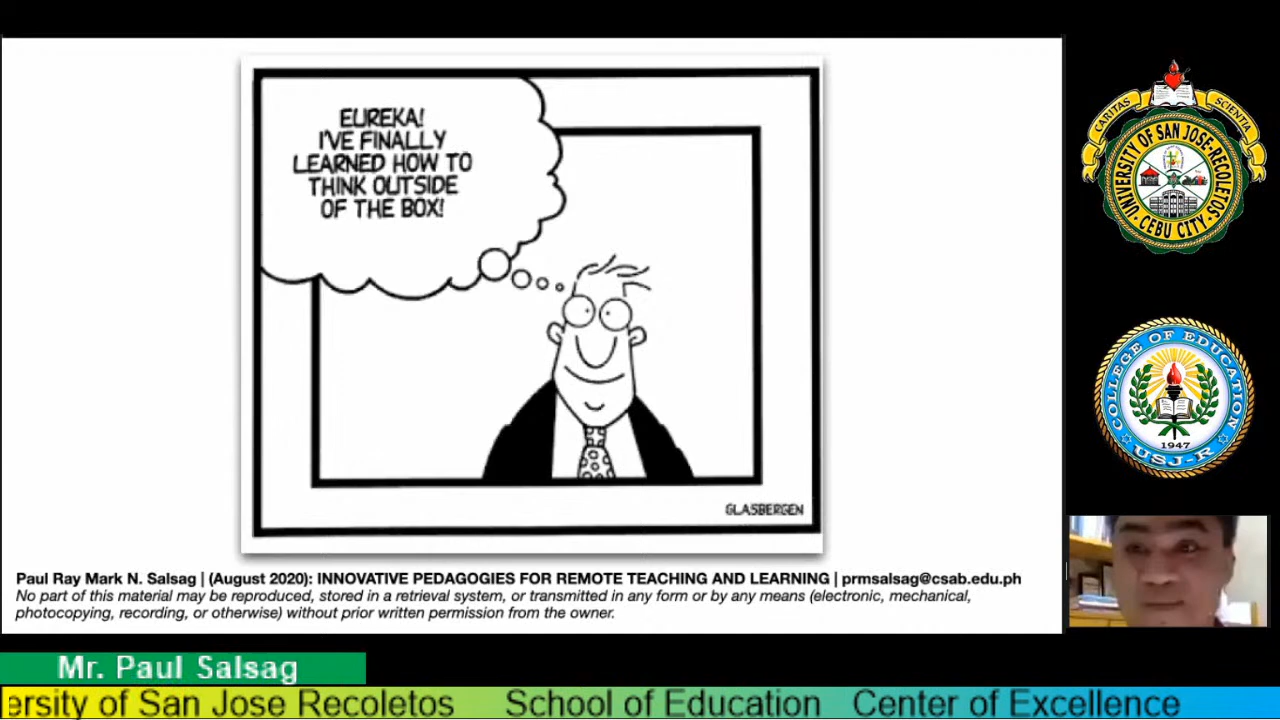 EUREKA!
I'VE FINALLY
LEARNED HOW TO
THINK OUTSIDE
OF THE BOX!
GLASBERGEN
Paul Ray Mark N. Salsag | (August 2020): INNOVATIVE PEDAGOGIES FOR REMOTE TEACHING AND LEARNING | prmsalsag@csab.edu.ph
No part of this material may be reproduced, stored in a retrieval system, or transmitted in any form or by any means (electronic, mechanical,
photocopying, recording, or otherwise) without prior written permission from the owner.
CARITAS
SCIENTIA
UNIVERSITY OF SAN JOSE-RECOLETOS
CEBU CITY
COLLEGE OF EDUCATION
1947
USJ-R
Mr. Paul Salsag
ersity of San Jose Recoletos School of Education Center of Excellence